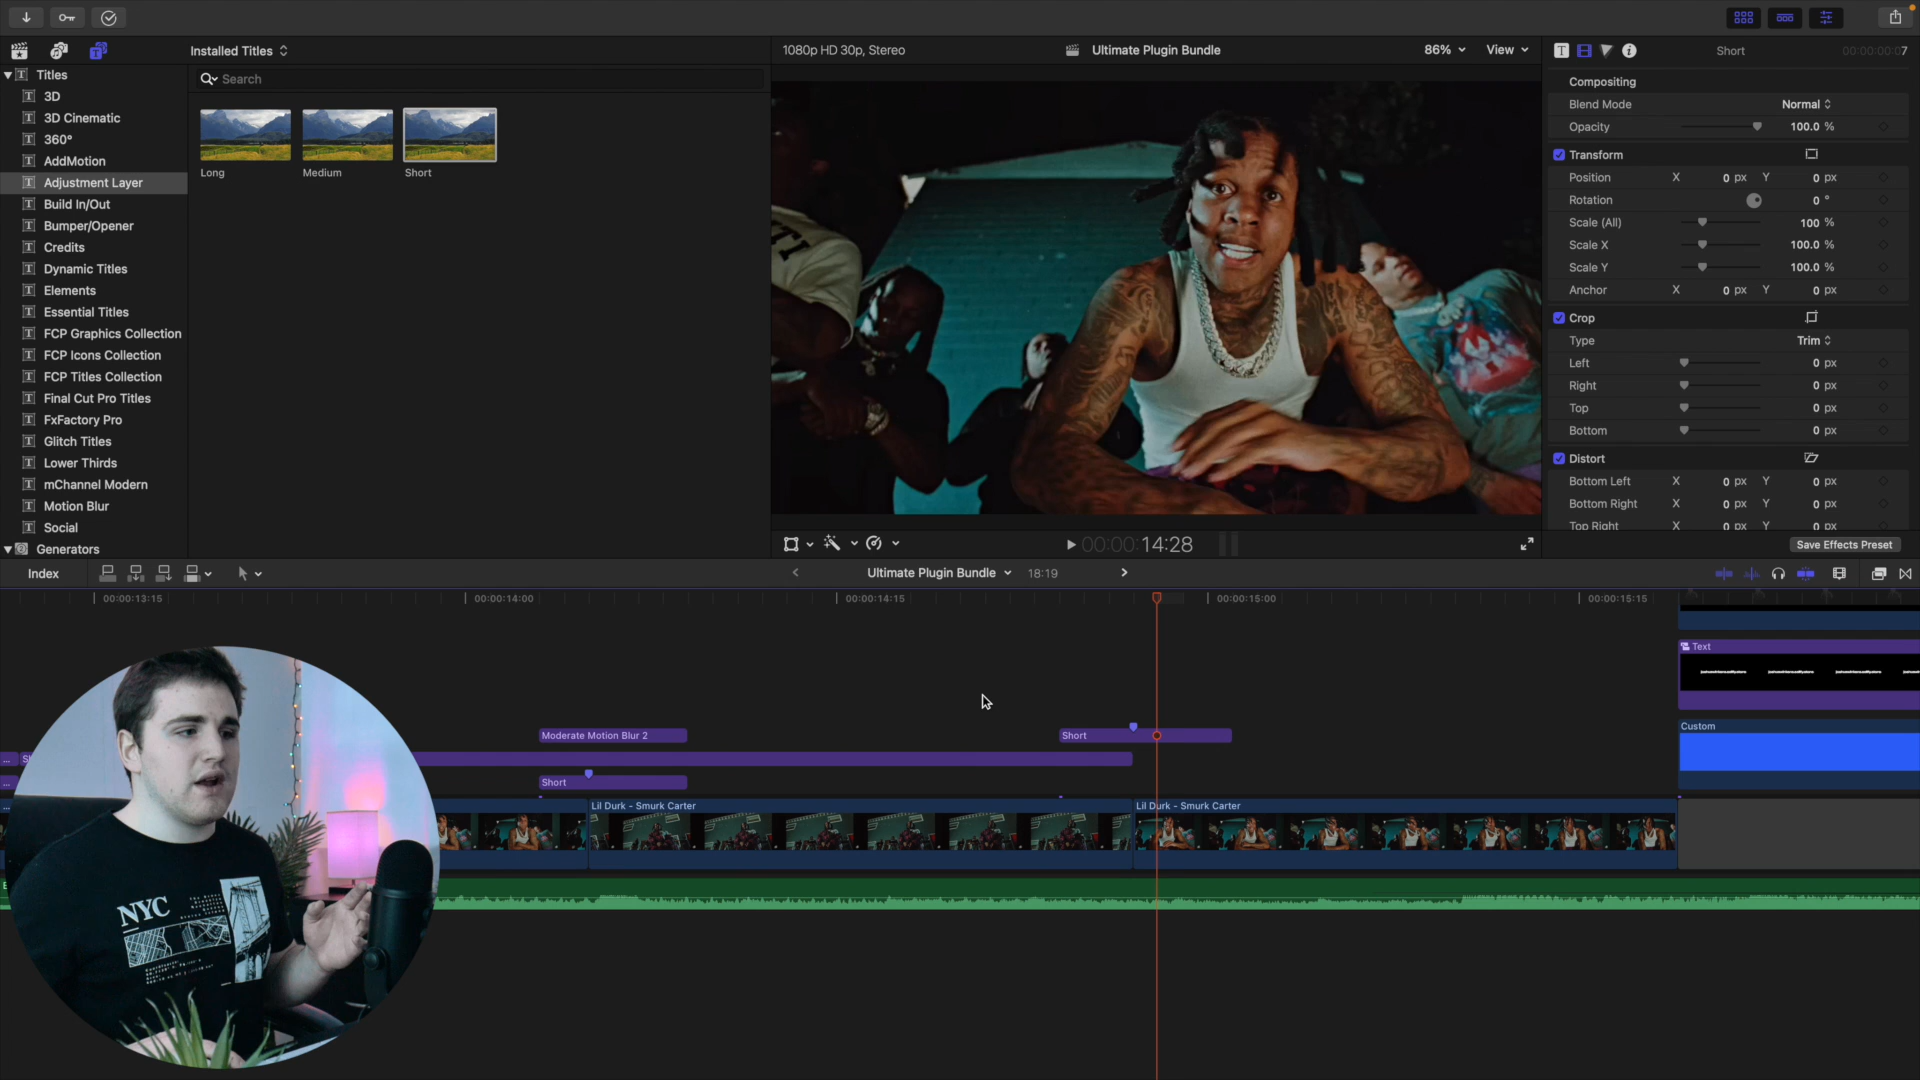 Installed Titles
1080p HD 30p, Stereo
Ultimate Plugin Bundle
86%
View
Short
00:00:00:07
Titles
Search
3D
3D Cinematic
360°
AddMotion
Adjustment Layer
Build In/Out
Bumper/Opener
Credits
Dynamic Titles
Elements
Essential Titles
FCP Graphics Collection
FCP Icons Collection
FCP Titles Collection
Final Cut Pro Titles
FxFactory Pro
Glitch Titles
Lower Thirds
mChannel Modern
Motion Blur
Social
Generators
Long
Medium
Short
Compositing
Blend Mode Normal
Opacity 100.0 %
Transform
Position X 0 px Y 0 px
Rotation 0 °
Scale (All) 100 %
Scale X 100.0 %
Scale Y 100.0 %
Anchor X 0 px Y 0 px
Crop
Type Trim
Left 0 px
Right 0 px
Top 0 px
Bottom 0 px
Distort
Bottom Left X 0 px Y 0 px
Bottom Right X 0 px Y 0 px
Top Right X 0 px Y 0 px
Save Effects Preset
00:00:14:28
Index
Ultimate Plugin Bundle
18:19
00:00:13:15
00:00:14:00
00:00:14:15
00:00:15:00
00:00:15:15
Text
Moderate Motion Blur 2
Short
Short
Custom
Lil Durk - Smurk Carter
Lil Durk - Smurk Carter
NYC